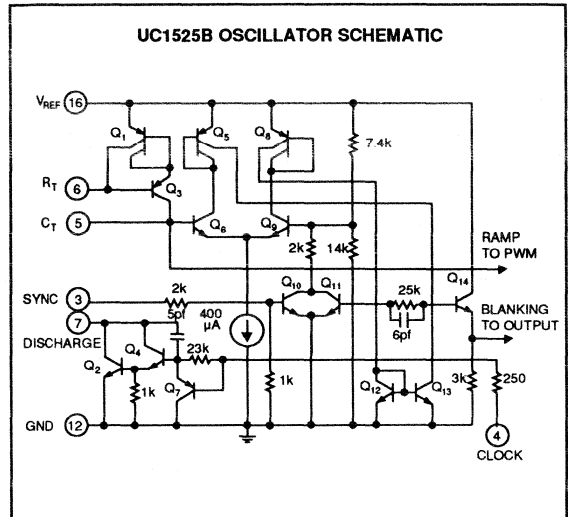 UC1525B OSCILLATOR SCHEMATIC
VREF 16
Q1
Q5
Q8
7.4k
RT 6
Q3
CT 5
Q6
Q9
2k
14k
RAMP
TO PWM
Q14
Q10
Q11
2k
25k
SYNC 3
5pf
400
µA
6pf
BLANKING
TO OUTPUT
7
DISCHARGE
Q4
23k
Q2
1k
Q7
1k
Q12
Q13
3k
250
GND 12
4
CLOCK